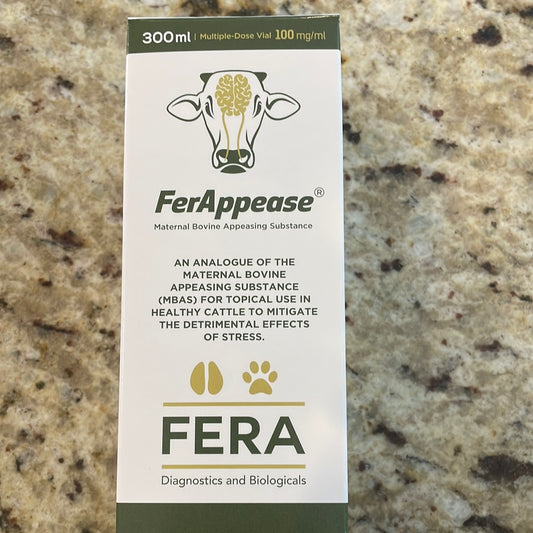 300ml | Multiple-Dose Vial 100 mg/ml
FerAppease®
Maternal Bovine Appeasing Substance
AN ANALOGUE OF THE
MATERNAL BOVINE
APPEASING SUBSTANCE
(MBAS) FOR TOPICAL USE IN
HEALTHY CATTLE TO MITIGATE
THE DETRIMENTAL EFFECTS
OF STRESS.
FERA
Diagnostics and Biologicals